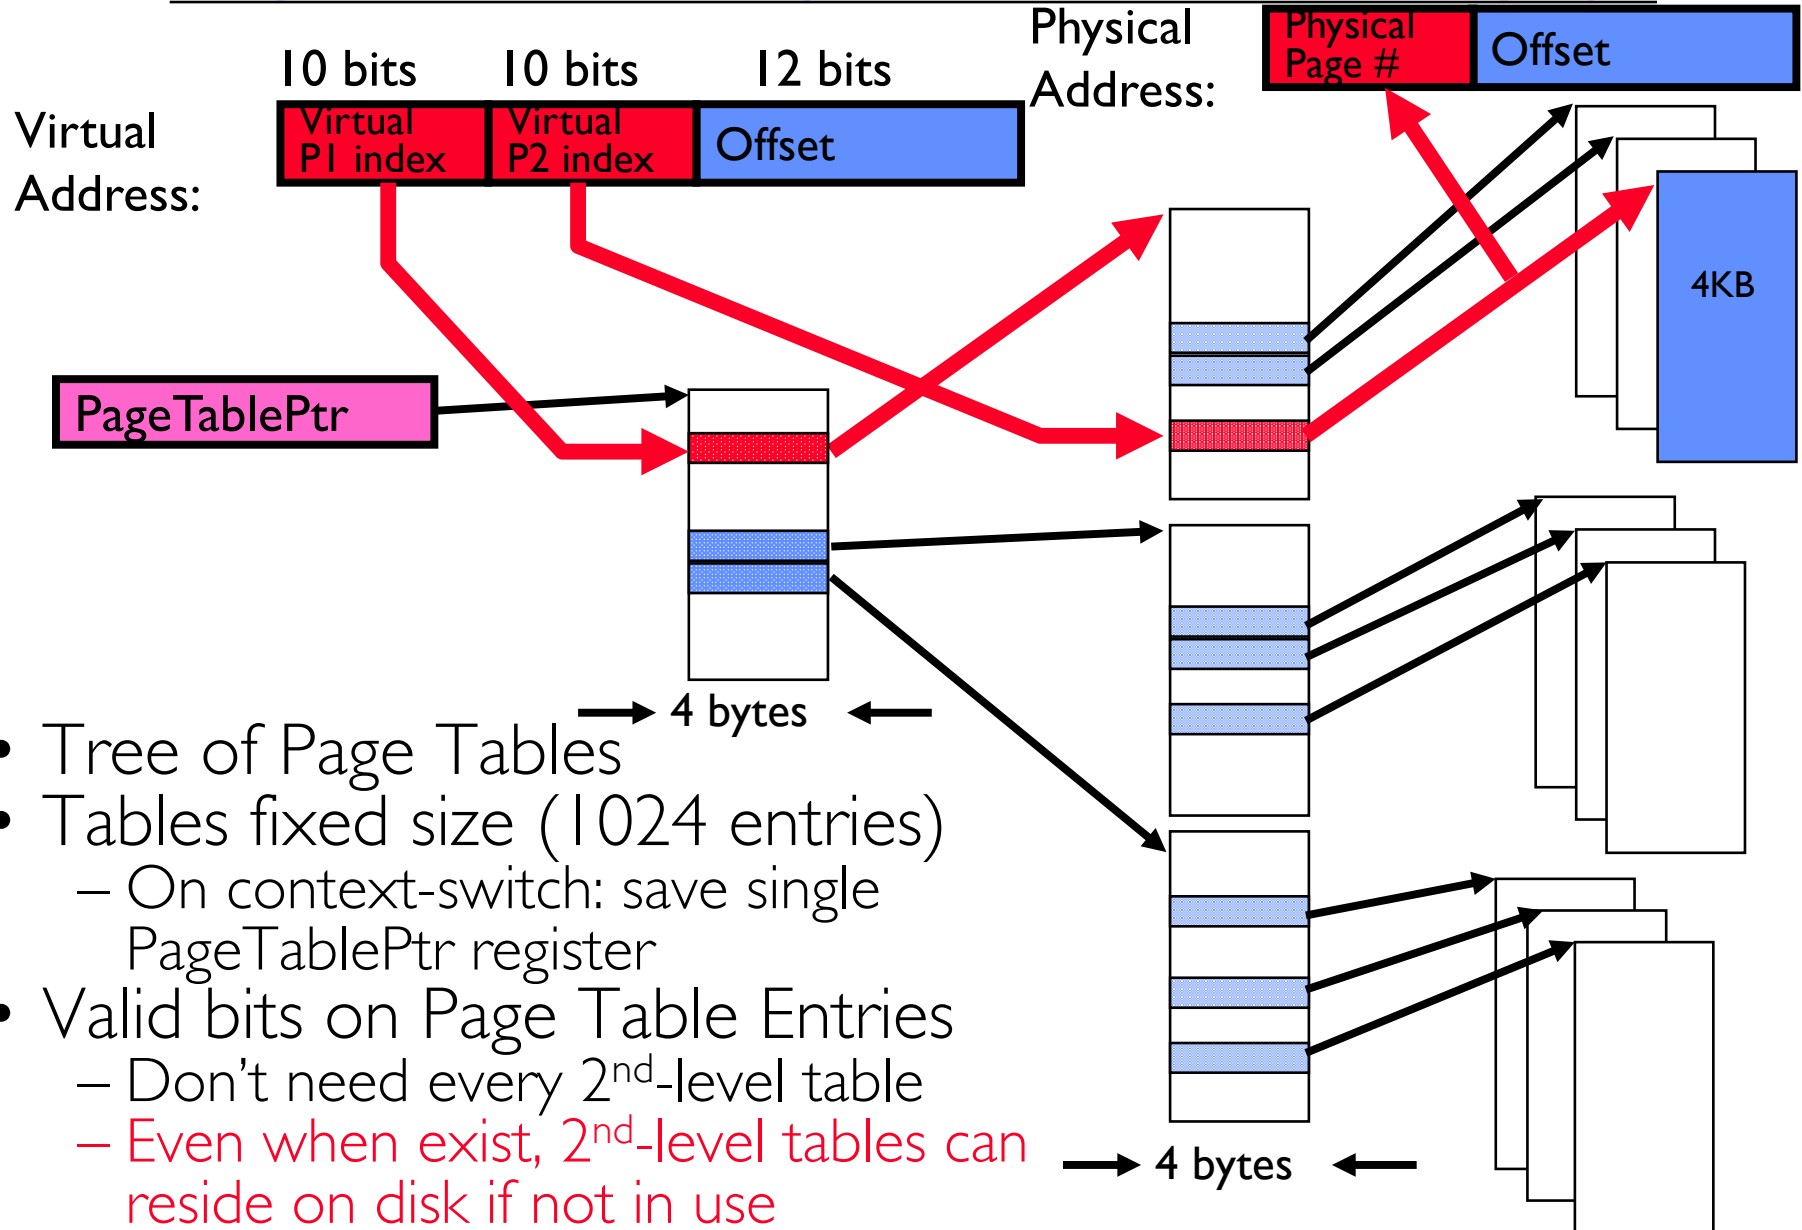 10 bits 10 bits 12 bits
Virtual
Address:
Virtual
P1 index
Virtual
P2 index
Offset
Physical
Address:
Physical
Page #
Offset
4KB
PageTablePtr
4 bytes
• Tree of Page Tables
• Tables fixed size (1024 entries)
– On context-switch: save single
PageTablePtr register
• Valid bits on Page Table Entries
– Don't need every 2nd-level table
– Even when exist, 2nd-level tables can
reside on disk if not in use
4 bytes